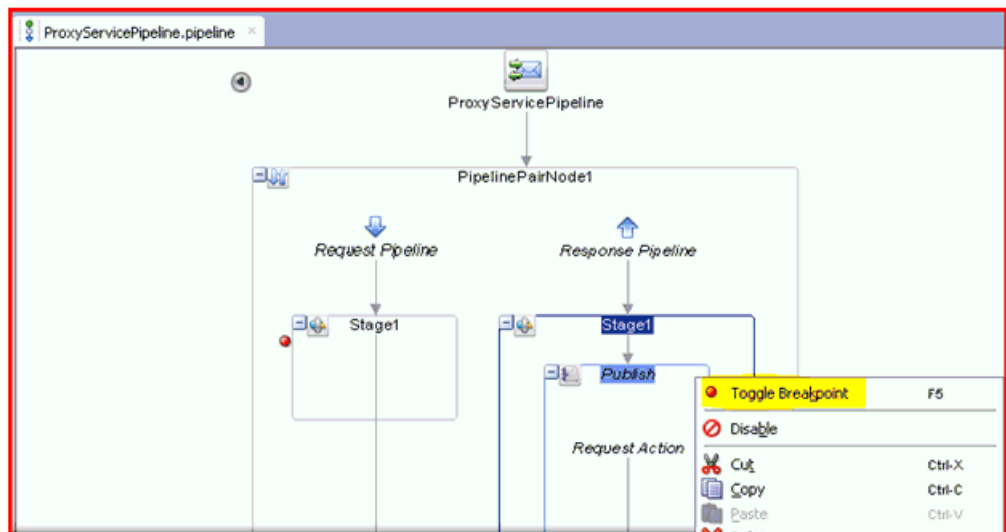 ProxyServicePipeline.pipeline
ProxyServicePipeline
PipelinePairNode1
Request Pipeline
Response Pipeline
Stage1
Stage1
Publish
Toggle Breakpoint F5
Disable
Request Action
Cut Ctrl-X
Copy Ctrl-C
Paste Ctrl-V